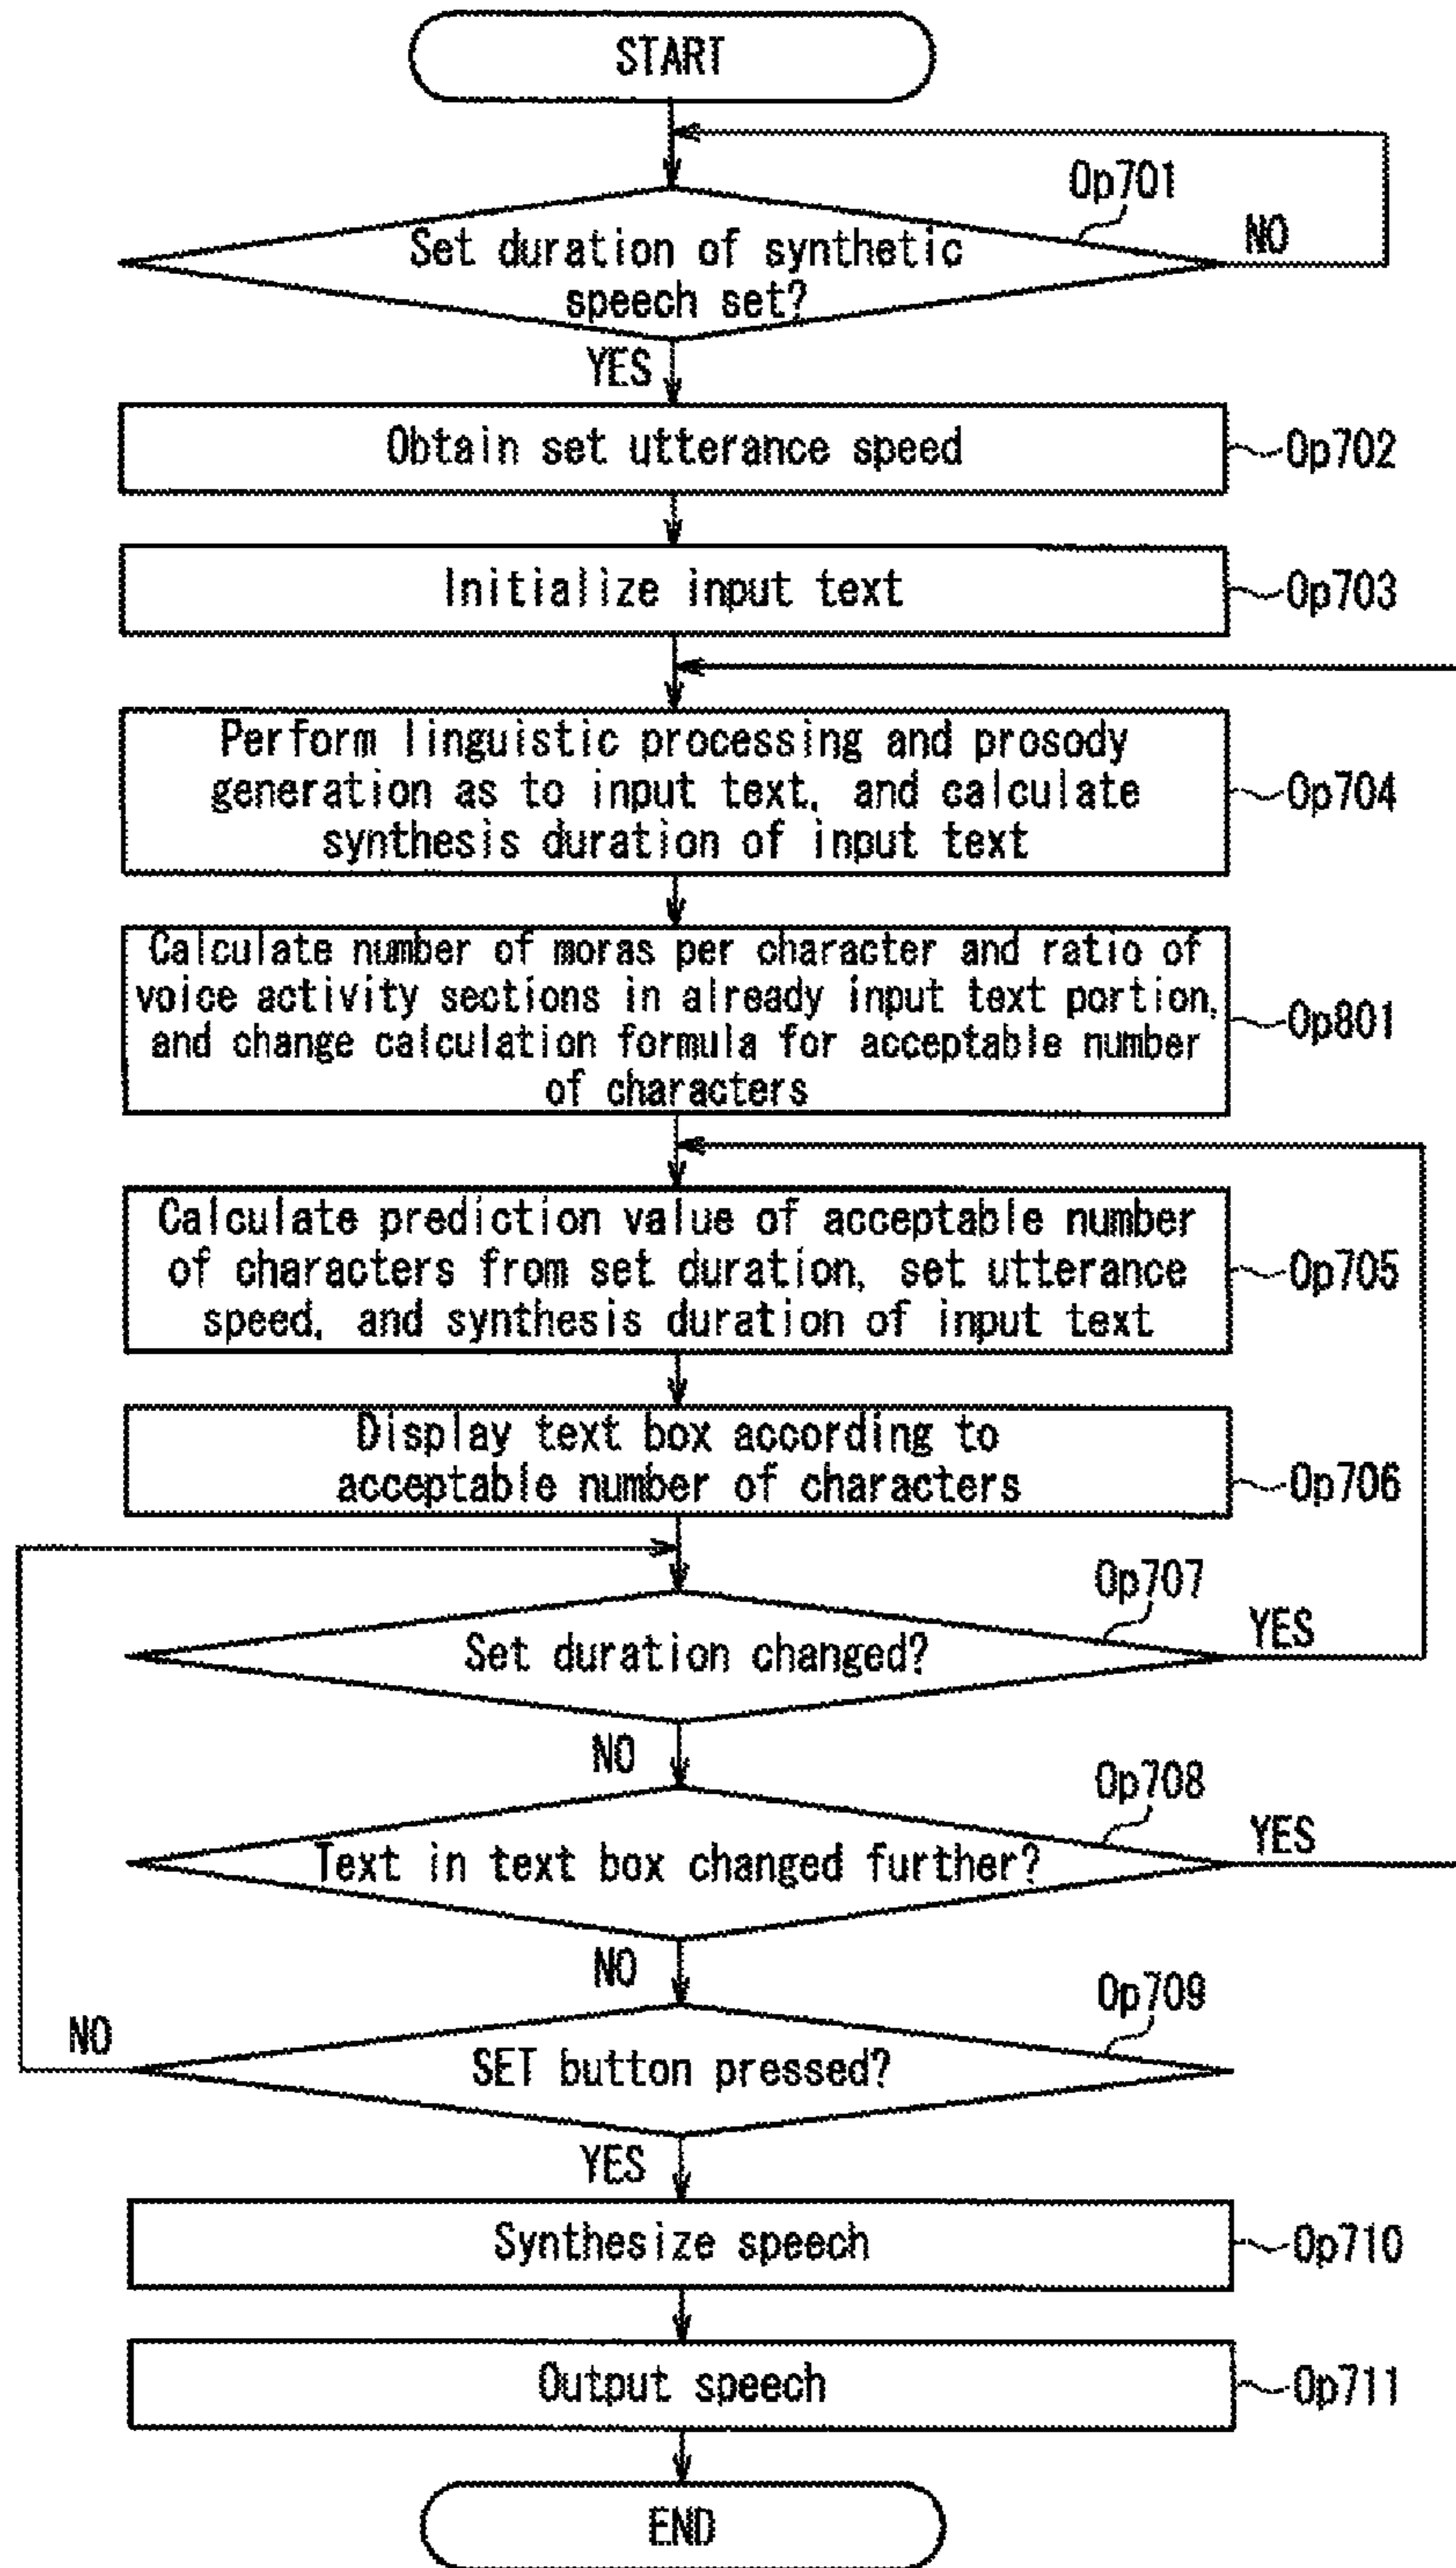 START
Op701
NO
Set duration of synthetic
speech set?
YES
Obtain set utterance speed
Op702
Initialize input text
Op703
Perform linguistic processing and prosody
generation as to input text, and calculate
synthesis duration of input text
Op704
Calculate number of moras per character and ratio of
voice activity sections in already input text portion,
and change calculation formula for acceptable number
of characters
Op801
Calculate prediction value of acceptable number
of characters from set duration, set utterance
speed, and synthesis duration of input text
Op705
Display text box according to
acceptable number of characters
Op706
Op707
YES
Set duration changed?
NO
Op708
YES
Text in text box changed further?
NO
Op709
NO
SET button pressed?
YES
Synthesize speech
Op710
Output speech
Op711
END